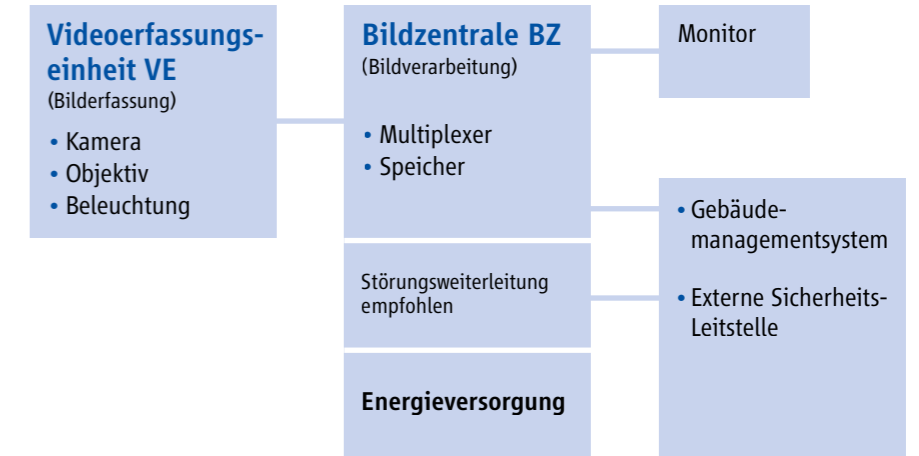 Videoerfassungs-
einheit VE
(Bilderfassung)
• Kamera
• Objektiv
• Beleuchtung
Bildzentrale BZ
(Bildverarbeitung)
• Multiplexer
• Speicher
Störungsweiterleitung
empfohlen
Energieversorgung
Monitor
• Gebäude-
managementsystem
• Externe Sicherheits-
Leitstelle